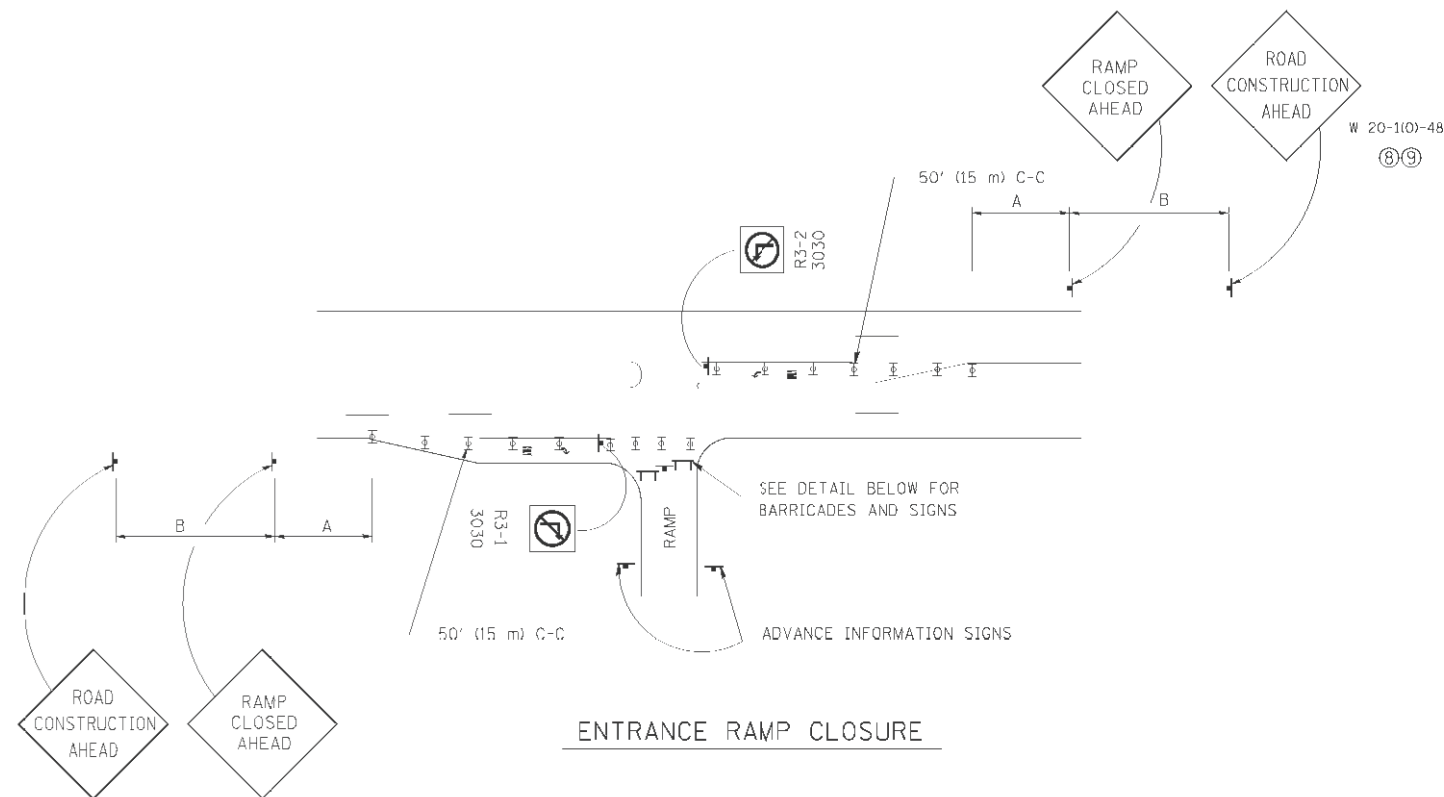 RAMP
CLOSED
AHEAD
ROAD
CONSTRUCTION
AHEAD
W 20-1(O)-48
8 9
50' (15 m) C-C
A
B
R3-2
3030
SEE DETAIL BELOW FOR
BARRICADES AND SIGNS
R3-1
3030
RAMP
B
A
50' (15 m) C-C
ADVANCE INFORMATION SIGNS
ROAD
CONSTRUCTION
AHEAD
RAMP
CLOSED
AHEAD
ENTRANCE RAMP CLOSURE